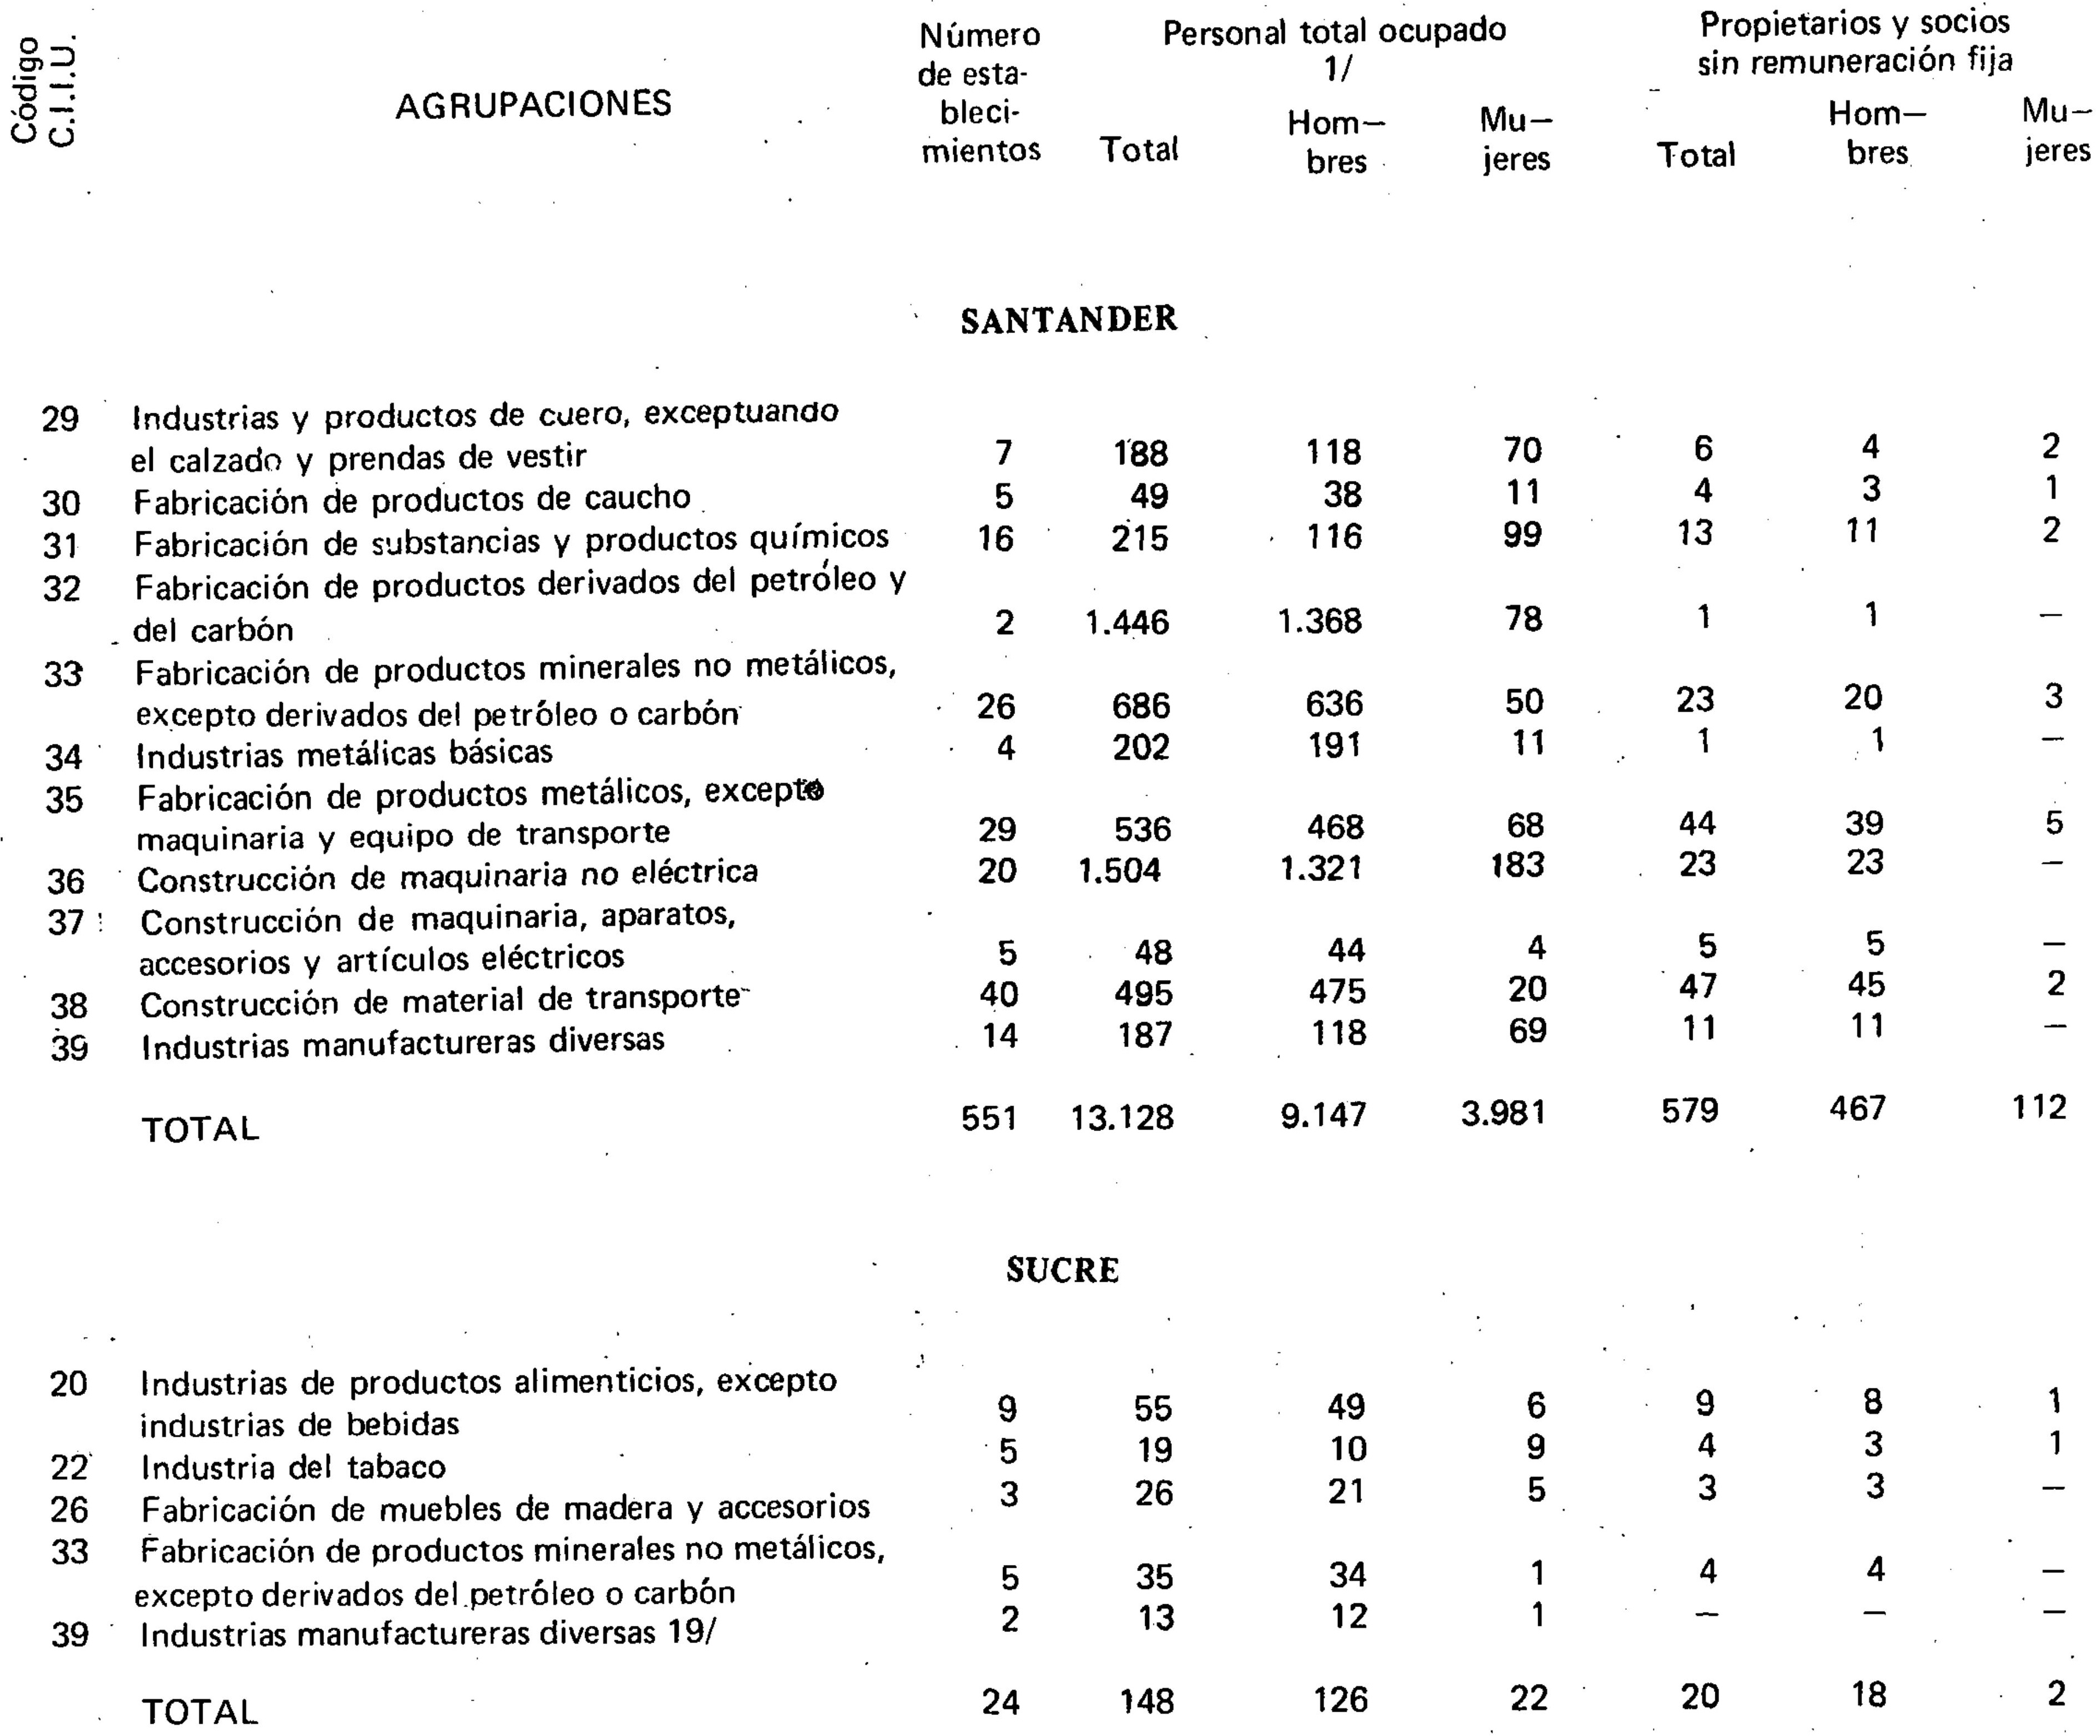 Código C.I.I.U.
AGRUPACIONES
Número de esta- bleci- mientos
Personal total ocupado 1/
Total Hom— bres Mu— jeres
Propietarios y socios sin remuneración fija
Total Hom— bres Mu— jeres
SANTANDER
29 Industrias y productos de cuero, exceptuando
el calzado y prendas de vestir 7 188 118 70 6 4 2
30 Fabricación de productos de caucho 5 49 38 11 4 3 1
31 Fabricación de substancias y productos químicos 16 215 116 99 13 11 2
32 Fabricación de productos derivados del petróleo y
del carbón 2 1.446 1.368 78 1 1 —
33 Fabricación de productos minerales no metálicos,
excepto derivados del petróleo o carbón 26 686 636 50 23 20 3
34 Industrias metálicas básicas 4 202 191 11 1 1 —
35 Fabricación de productos metálicos, excepto
maquinaria y equipo de transporte 29 536 468 68 44 39 5
36 Construcción de maquinaria no eléctrica 20 1.504 1.321 183 23 23 —
37 Construcción de maquinaria, aparatos,
accesorios y artículos eléctricos 5 48 44 4 5 5 —
38 Construcción de material de transporte 40 495 475 20 47 45 2
39 Industrias manufactureras diversas 14 187 118 69 11 11 —
TOTAL 551 13.128 9.147 3.981 579 467 112
SUCRE
20 Industrias de productos alimenticios, excepto
industrias de bebidas 9 55 49 6 9 8 1
22 Industria del tabaco 5 19 10 9 4 3 1
26 Fabricación de muebles de madera y accesorios 3 26 21 5 3 3 —
33 Fabricación de productos minerales no metálicos,
excepto derivados del petróleo o carbón 5 35 34 1 4 4 —
39 Industrias manufactureras diversas 19/ 2 13 12 1 — — —
TOTAL 24 148 126 22 20 18 2